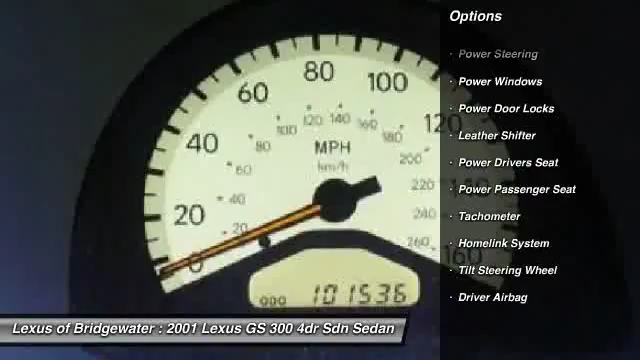 Options
· Power Steering
· Power Windows
· Power Door Locks
· Leather Shifter
· Power Drivers Seat
· Power Passenger Seat
· Tachometer
· Homelink System
· Tilt Steering Wheel
· Driver Airbag
0 20 40 60 80 100 120 140 160
20 40 60 80 100 120 140 160 180 200 220 240 260
MPH
km/h
ODO 101536
Lexus of Bridgewater : 2001 Lexus GS 300 4dr Sdn Sedan